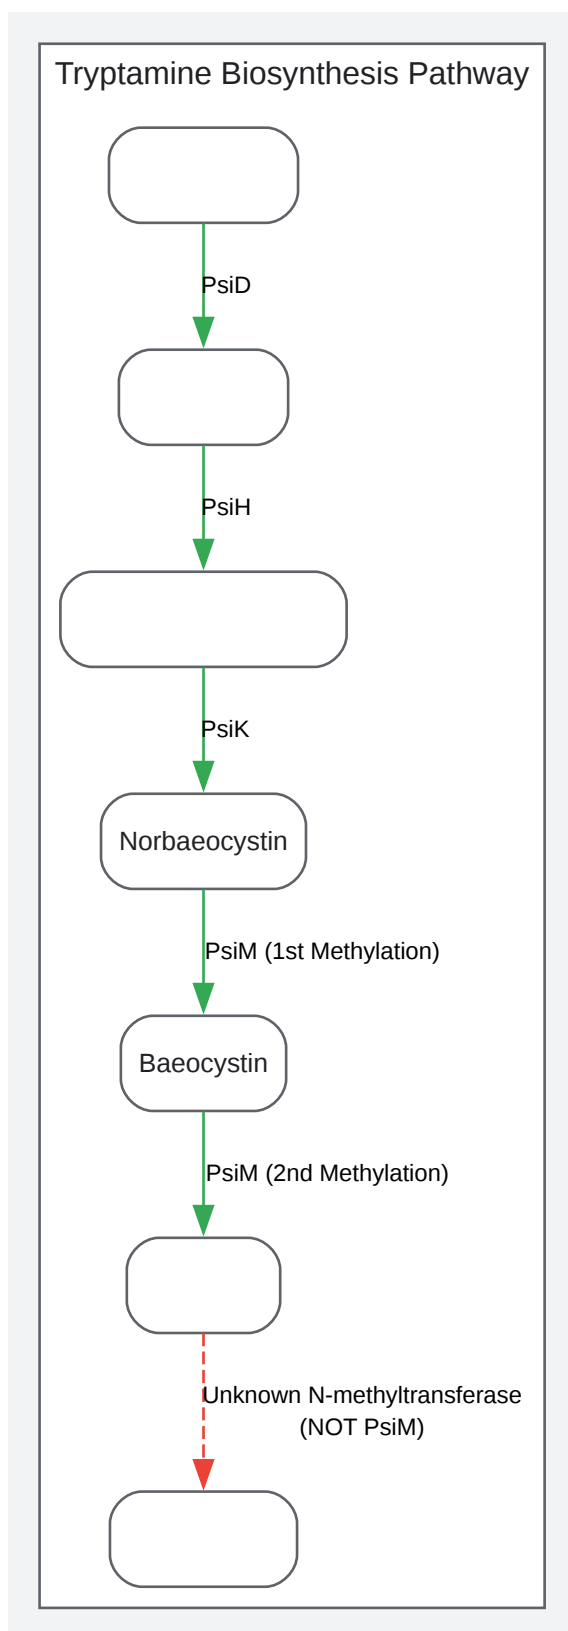 Tryptamine Biosynthesis Pathway
PsiD
PsiH
PsiK
Norbaeocystin
PsiM (1st Methylation)
Baeocystin
PsiM (2nd Methylation)
Unknown N-methyltransferase
(NOT PsiM)